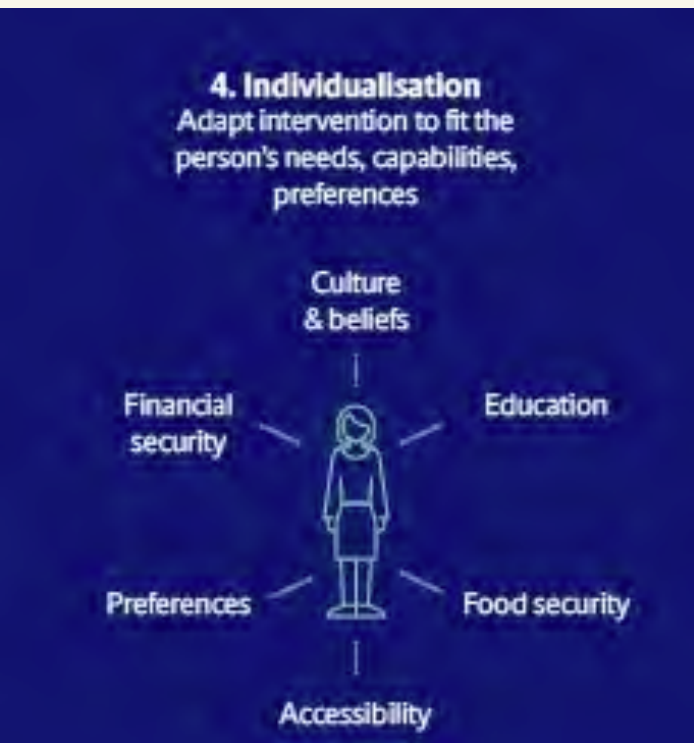 4. Individualisation
Adapt intervention to fit the
person's needs, capabilities,
preferences
Culture
& beliefs
Financial
security
Education
Preferences
Food security
Accessibility